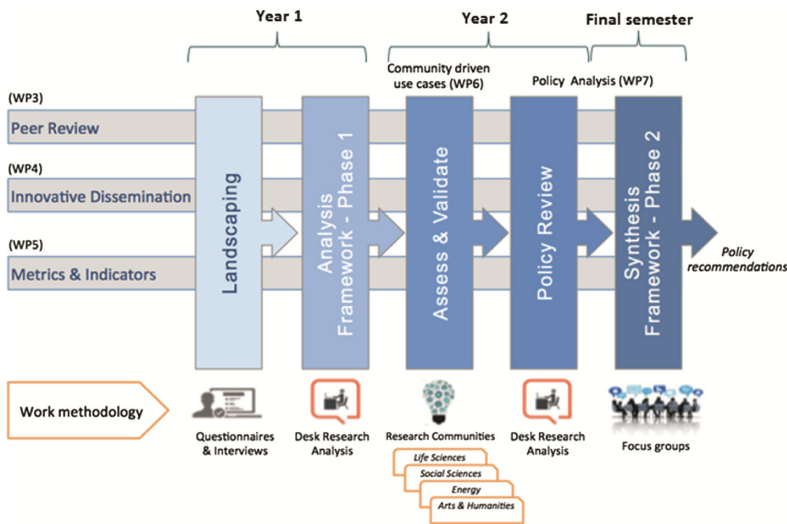 Year 1
Year 2
Final semester
Community driven
use cases (WP6)
Policy Analysis (WP7)
(WP3)
Peer Review
(WP4)
Innovative Dissemination
(WP5)
Metrics & Indicators
Landscaping
Analysis
Framework - Phase 1
Assess & Validate
Policy Review
Synthesis
Framework - Phase 2
Policy
recommendations
Work methodology
Questionnaires
& Interviews
Desk Research
Analysis
Research Communities
Life Sciences
Social Sciences
Energy
Arts & Humanities
Desk Research
Analysis
Focus groups